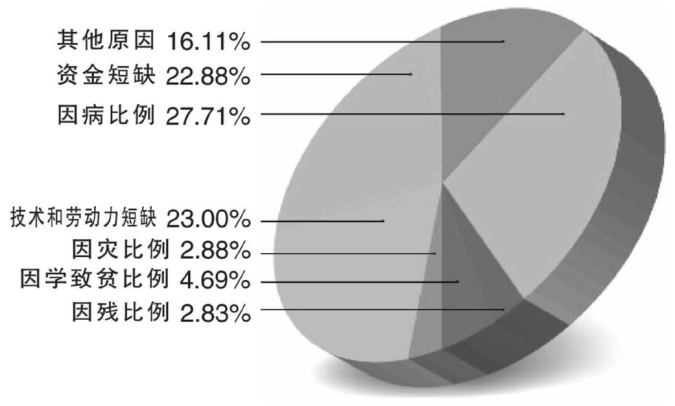 其他原因 16.11%
资金短缺 22.88%
因病比例 27.71%
技术和劳动力短缺 23.00%
因灾比例 2.88%
因学致贫比例 4.69%
因残比例 2.83%